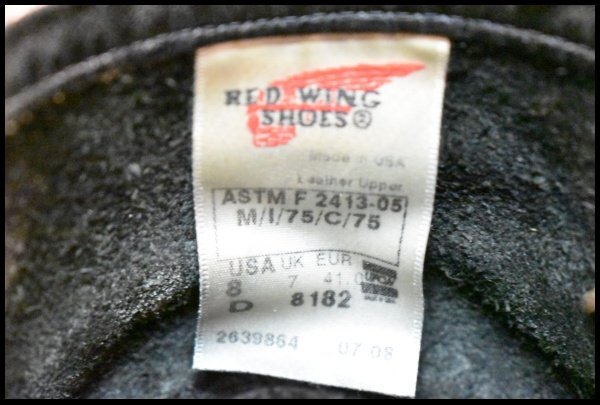 RED WING
SHOES®
Made in USA
Leather Upper
ASTM F 2413-05
M/I/75/C/75
USA UK EUR
8 7 41.0
D 8182
2639864 07 08